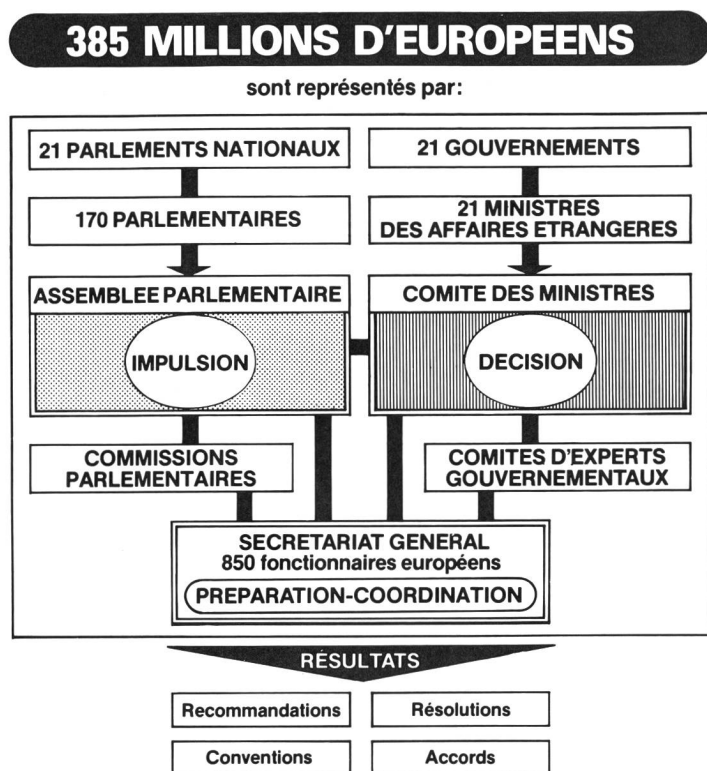 385 MILLIONS D'EUROPEENS
sont représentés par:
21 PARLEMENTS NATIONAUX
21 GOUVERNEMENTS
170 PARLEMENTAIRES
21 MINISTRES
DES AFFAIRES ETRANGERES
ASSEMBLEE PARLEMENTAIRE
COMITE DES MINISTRES
IMPULSION
DECISION
COMMISSIONS
PARLEMENTAIRES
COMITES D'EXPERTS
GOUVERNEMENTAUX
SECRETARIAT GENERAL
850 fonctionnaires européens
PREPARATION-COORDINATION
RÉSULTATS
Recommandations
Résolutions
Conventions
Accords